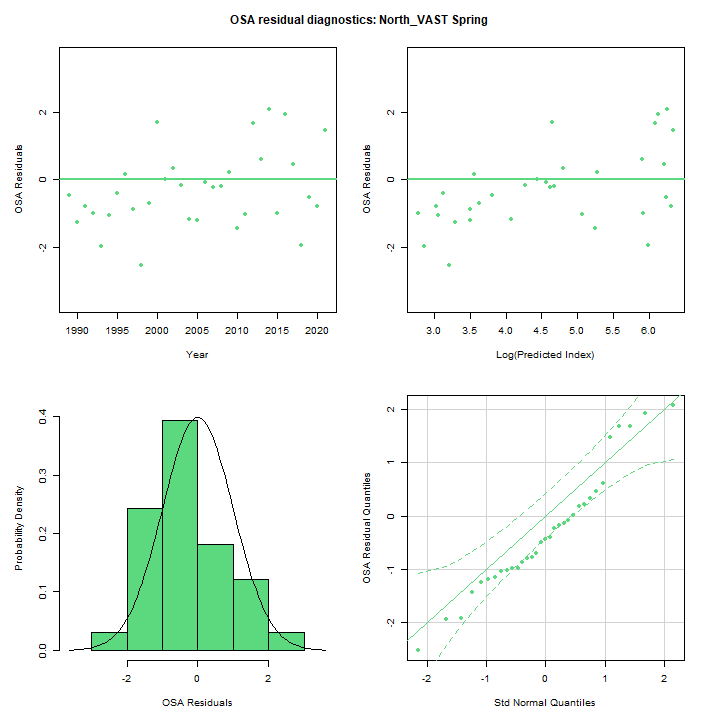 OSA residual diagnostics: North_VAST Spring
OSA Residuals
2
0
-2
1990 1995 2000 2005 2010 2015 2020
Year
OSA Residuals
2
0
-2
3.0 3.5 4.0 4.5 5.0 5.5 6.0
Log(Predicted Index)
Probability Density
0.4
0.3
0.2
0.1
0.0
-2 0 2
OSA Residuals
OSA Residual Quantiles
2
1
0
-1
-2
-2 -1 0 1 2
Std Normal Quantiles